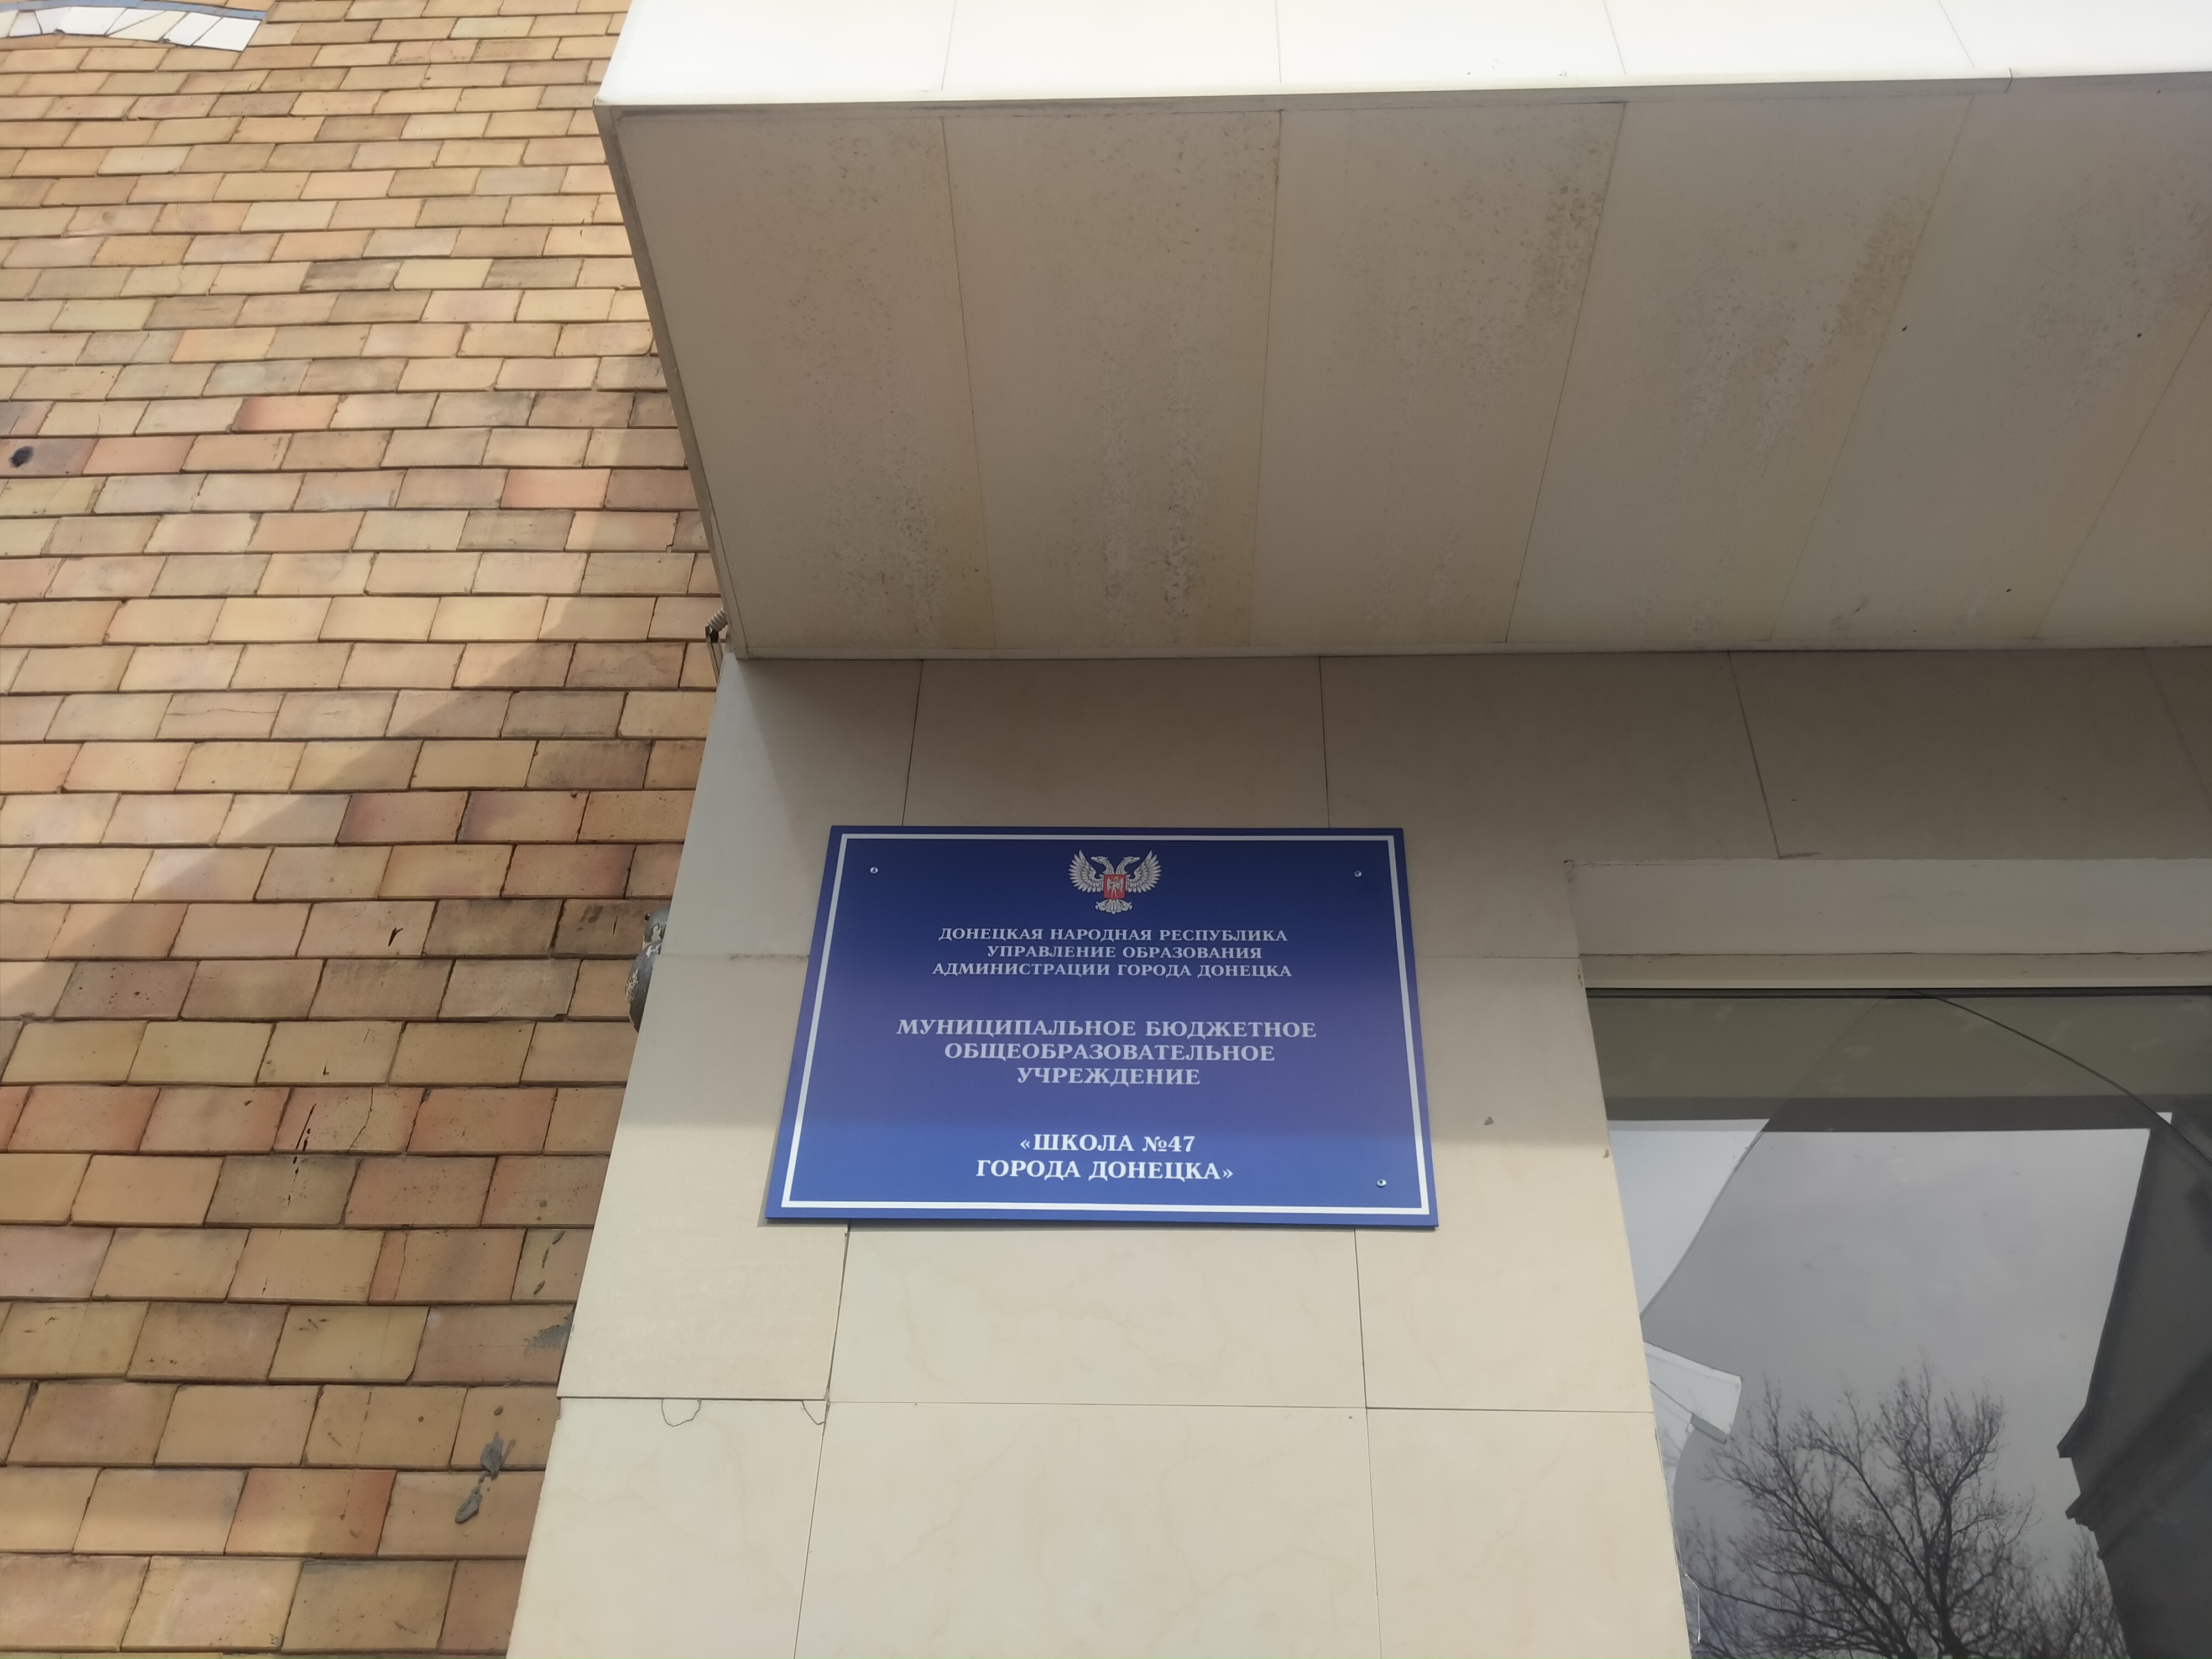 ДОНЕЦКАЯ НАРОДНАЯ РЕСПУБЛИКА
УПРАВЛЕНИЕ ОБРАЗОВАНИЯ
АДМИНИСТРАЦИИ ГОРОДА ДОНЕЦКА
МУНИЦИПАЛЬНОЕ БЮДЖЕТНОЕ
ОБЩЕОБРАЗОВАТЕЛЬНОЕ
УЧРЕЖДЕНИЕ
«ШКОЛА №47
ГОРОДА ДОНЕЦКА»